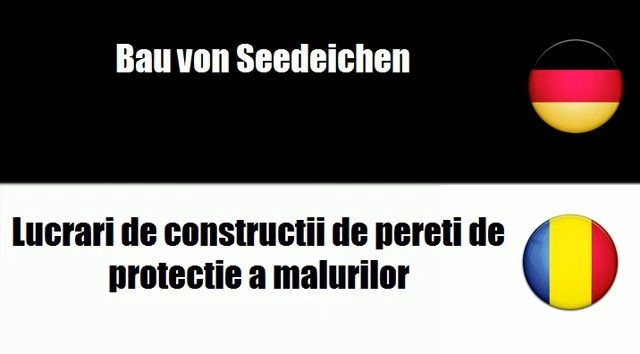 Bau von Seedeichen
Lucrari de constructii de pereti de
protectie a malurilor